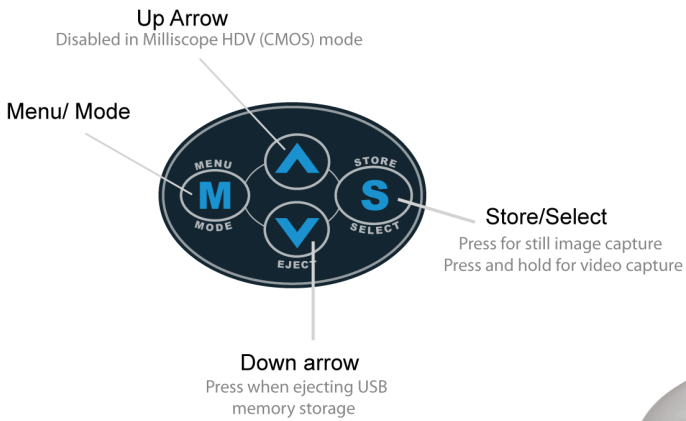 Up Arrow
Disabled in Milliscope HDV (CMOS) mode
Menu/ Mode
MENU
M
MODE
STORE
S
SELECT
EJECT
Store/Select
Press for still image capture
Press and hold for video capture
Down arrow
Press when ejecting USB
memory storage